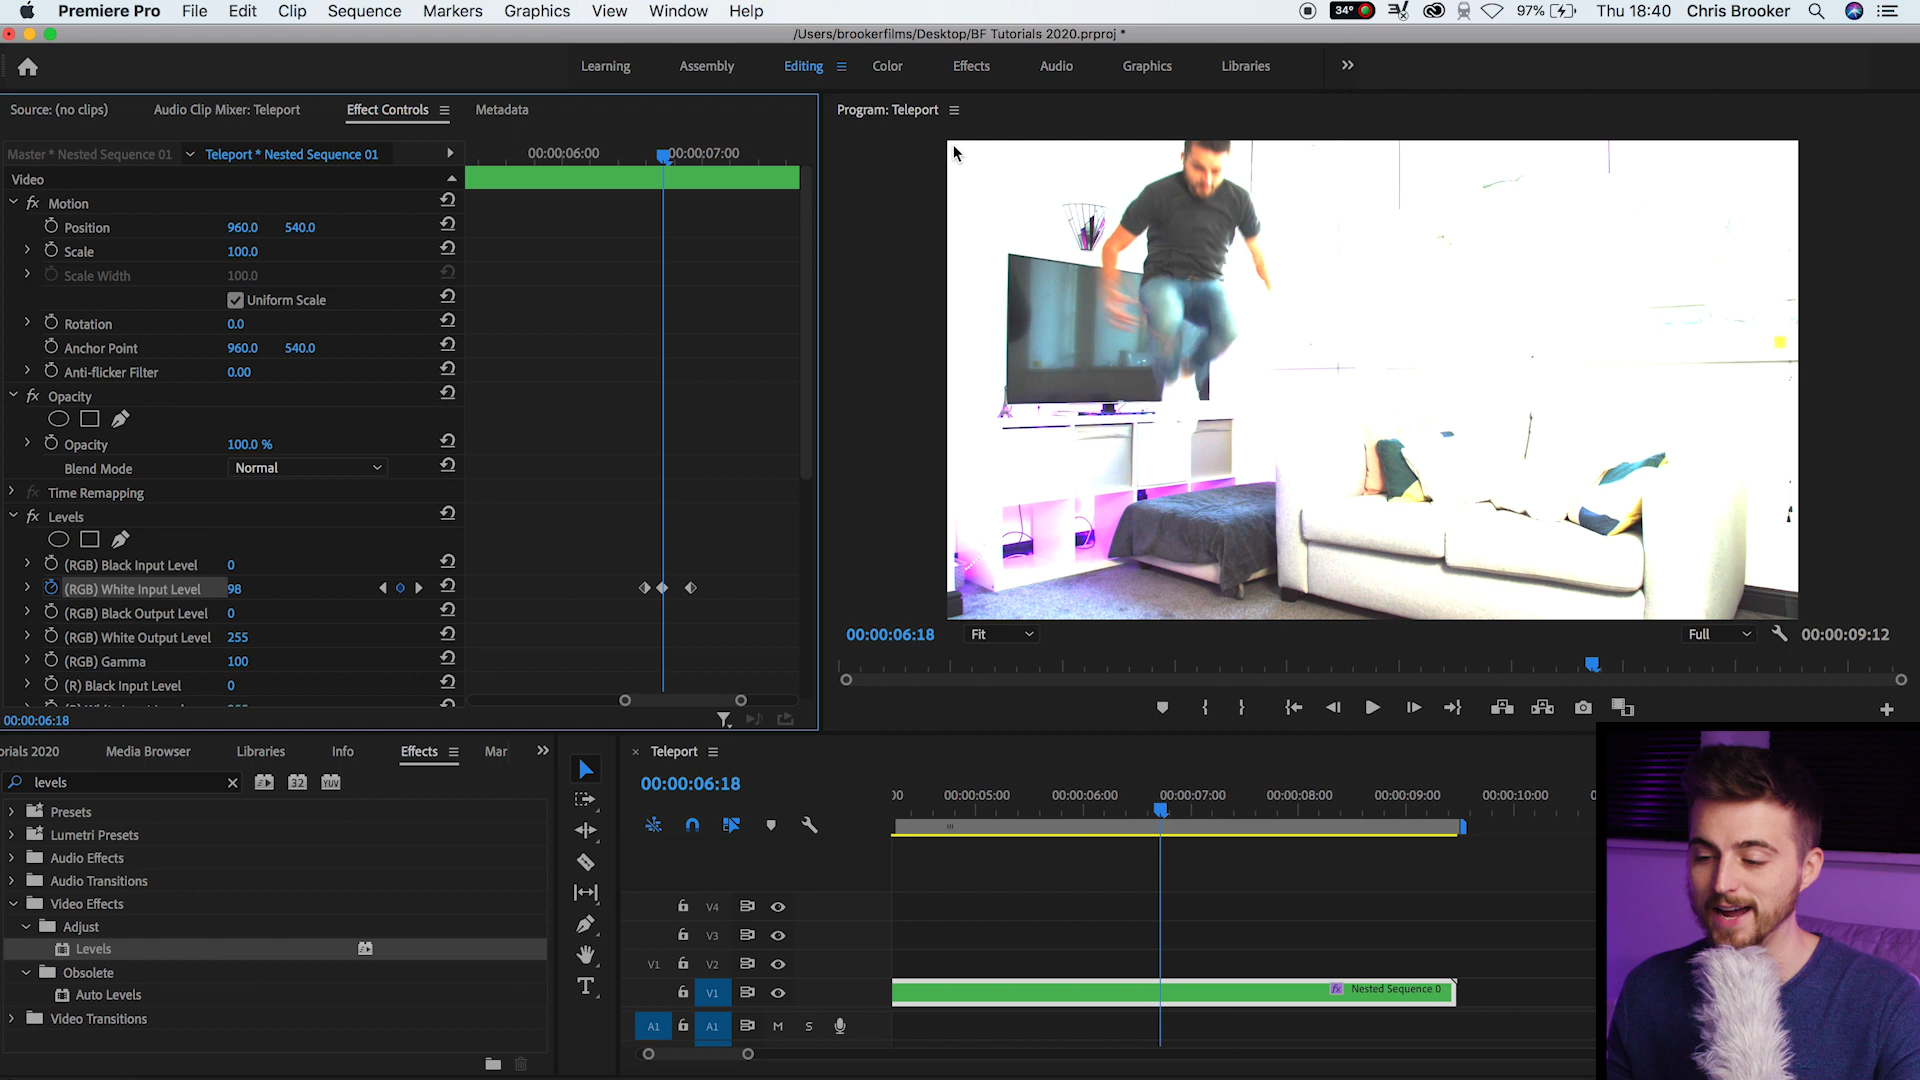 Premiere Pro File Edit Clip Sequence Markers Graphics View Window Help 34° 97% Thu 18:40 Chris Brooker
/Users/brookerfilms/Desktop/BF Tutorials 2020.prproj *
Learning Assembly Editing Color Effects Audio Graphics Libraries
Source: (no clips) Audio Clip Mixer: Teleport Effect Controls Metadata
Program: Teleport
Master * Nested Sequence 01 Teleport * Nested Sequence 01 00:00:06:00 00:00:07:00
Video
fx Motion
Position 960.0 540.0
Scale 100.0
Scale Width 100.0
Uniform Scale
Rotation 0.0
Anchor Point 960.0 540.0
Anti-flicker Filter 0.00
fx Opacity
Opacity 100.0 %
Blend Mode Normal
fx Time Remapping
fx Levels
(RGB) Black Input Level 0
(RGB) White Input Level 98
(RGB) Black Output Level 0
(RGB) White Output Level 255
(RGB) Gamma 100
(R) Black Input Level 0
00:00:06:18
00:00:06:18 Fit Full 00:00:09:12
orials 2020 Media Browser Libraries Info Effects Mar
levels 32 YUV
Presets
Lumetri Presets
Audio Effects
Audio Transitions
Video Effects
Adjust
Levels
Obsolete
Auto Levels
Video Transitions
Teleport
00:00:06:18
00 00:00:05:00 00:00:06:00 00:00:07:00 00:00:08:00 00:00:09:00 00:00:10:00
V4
V3
V1 V2
V1 fx Nested Sequence 0
A1 A1 M S